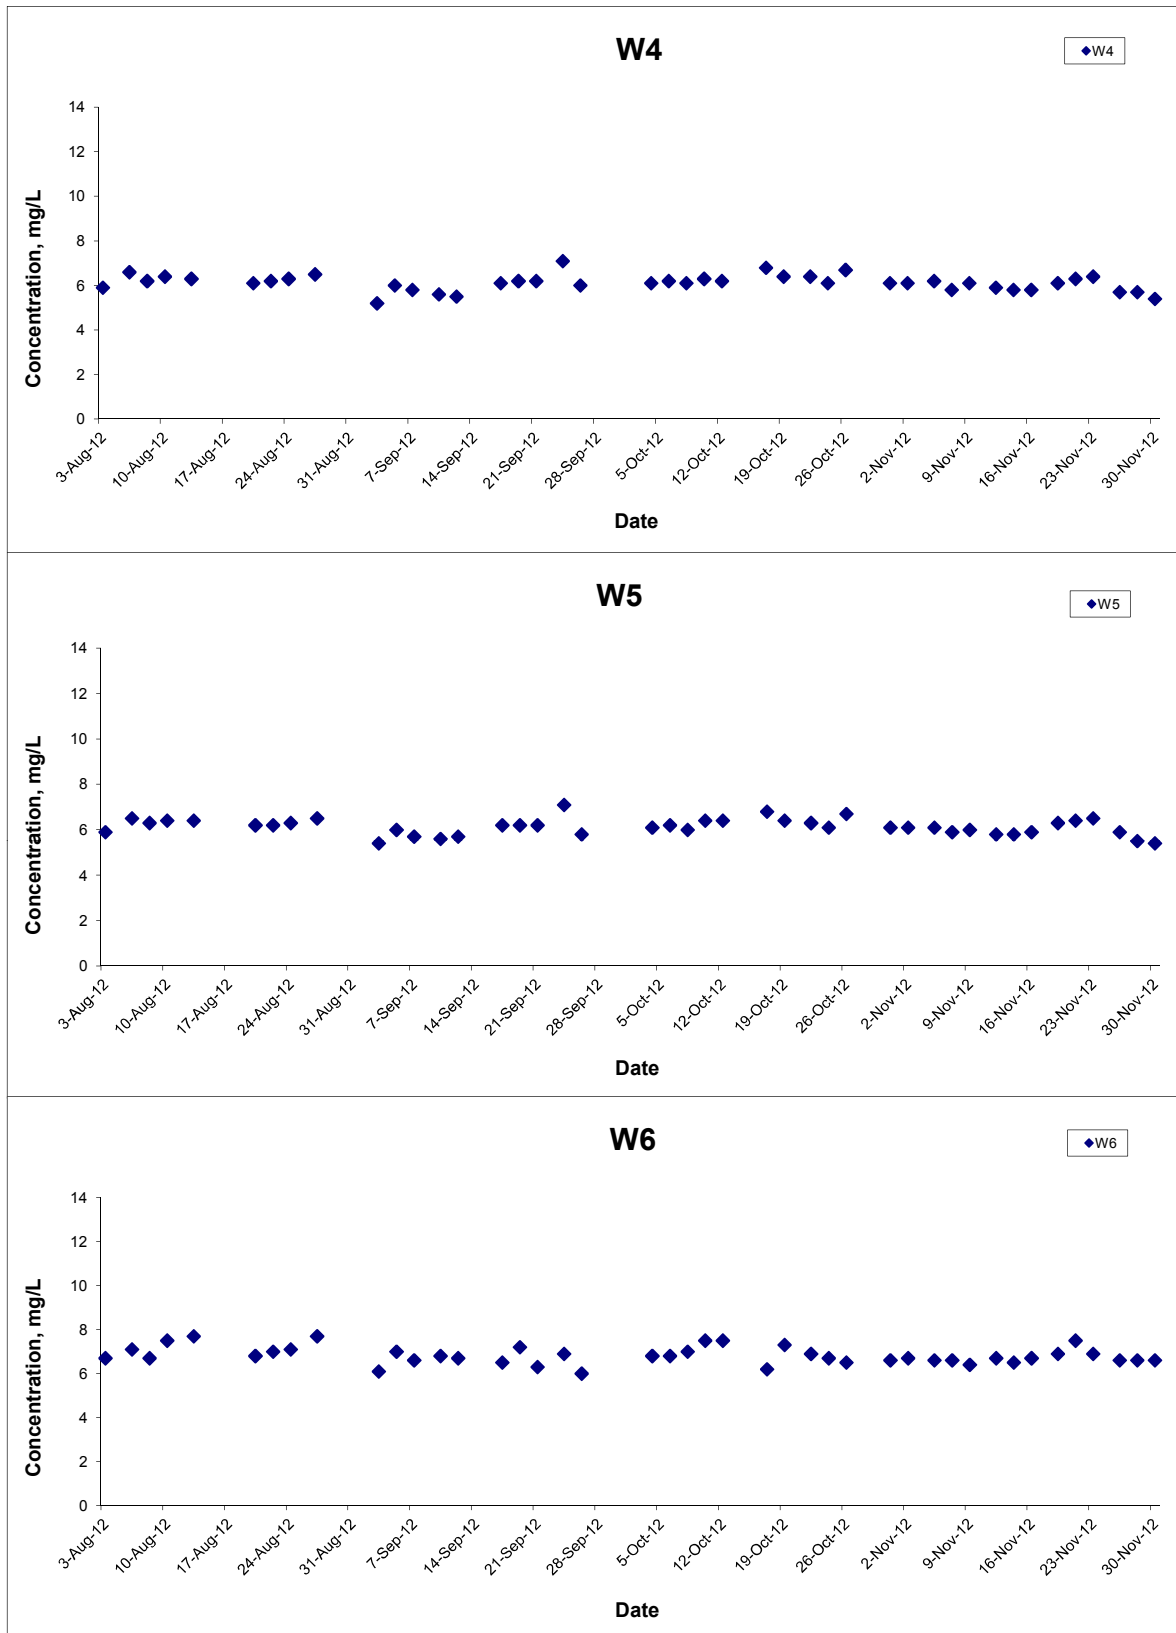 W4
W4
14
12
10
8
6
4
2
0
Concentration, mg/L
3-Aug-12
10-Aug-12
17-Aug-12
24-Aug-12
31-Aug-12
7-Sep-12
14-Sep-12
21-Sep-12
28-Sep-12
5-Oct-12
12-Oct-12
19-Oct-12
26-Oct-12
2-Nov-12
9-Nov-12
16-Nov-12
23-Nov-12
30-Nov-12
Date
W5
W5
14
12
10
8
6
4
2
0
Concentration, mg/L
3-Aug-12
10-Aug-12
17-Aug-12
24-Aug-12
31-Aug-12
7-Sep-12
14-Sep-12
21-Sep-12
28-Sep-12
5-Oct-12
12-Oct-12
19-Oct-12
26-Oct-12
2-Nov-12
9-Nov-12
16-Nov-12
23-Nov-12
30-Nov-12
Date
W6
W6
14
12
10
8
6
4
2
0
Concentration, mg/L
3-Aug-12
10-Aug-12
17-Aug-12
24-Aug-12
31-Aug-12
7-Sep-12
14-Sep-12
21-Sep-12
28-Sep-12
5-Oct-12
12-Oct-12
19-Oct-12
26-Oct-12
2-Nov-12
9-Nov-12
16-Nov-12
23-Nov-12
30-Nov-12
Date